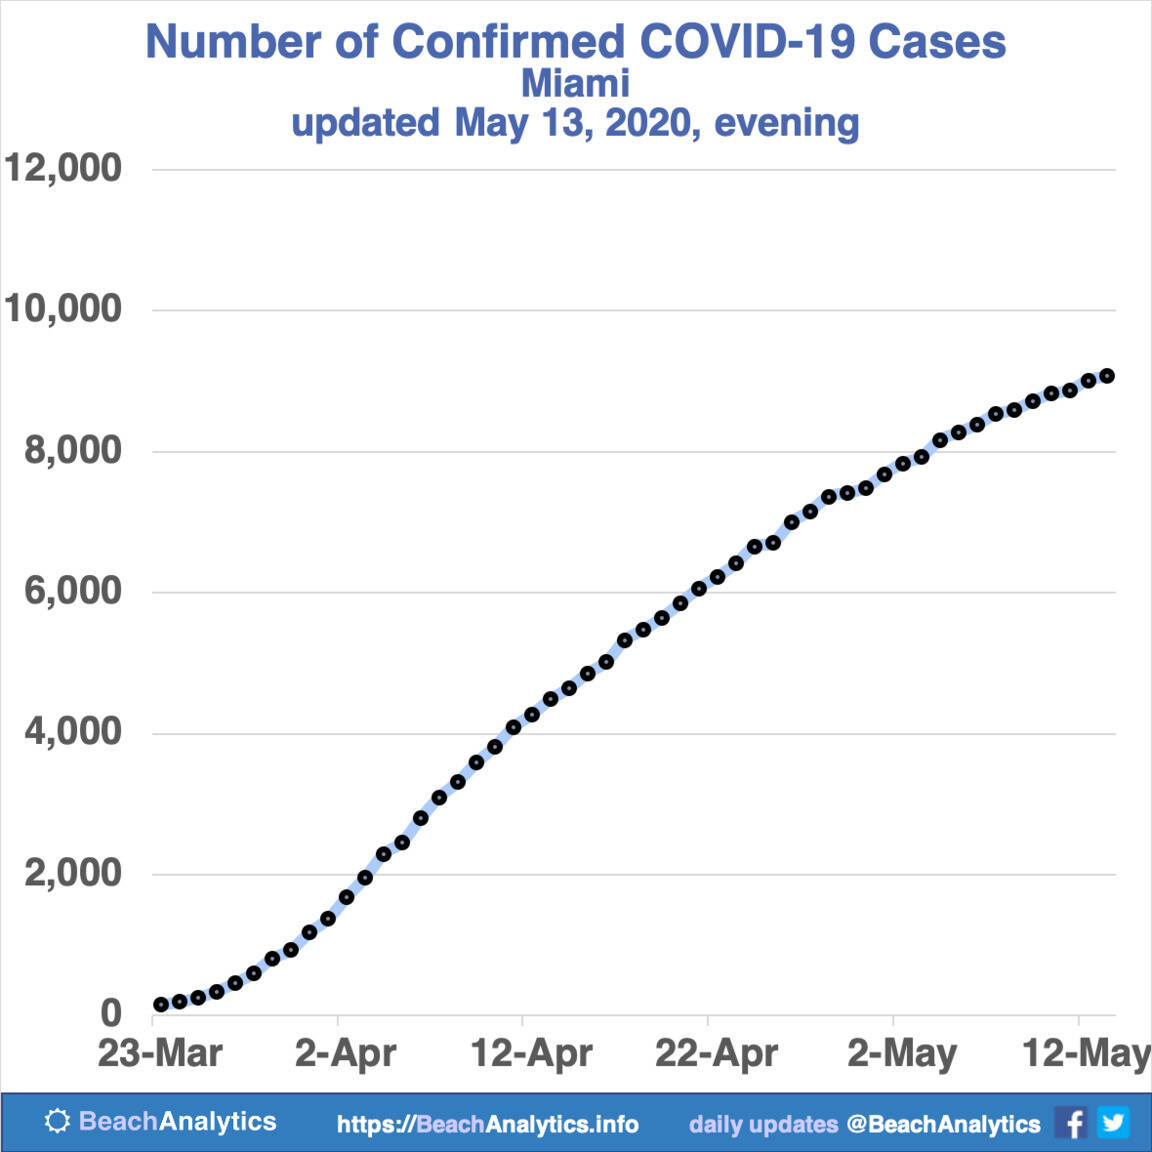 Number of Confirmed COVID-19 Cases
Miami
updated May 13, 2020, evening
12,000
10,000
8,000
6,000
4,000
2,000
0
23-Mar 2-Apr 12-Apr 22-Apr 2-May 12-May
BeachAnalytics https://BeachAnalytics.info daily updates @BeachAnalytics f